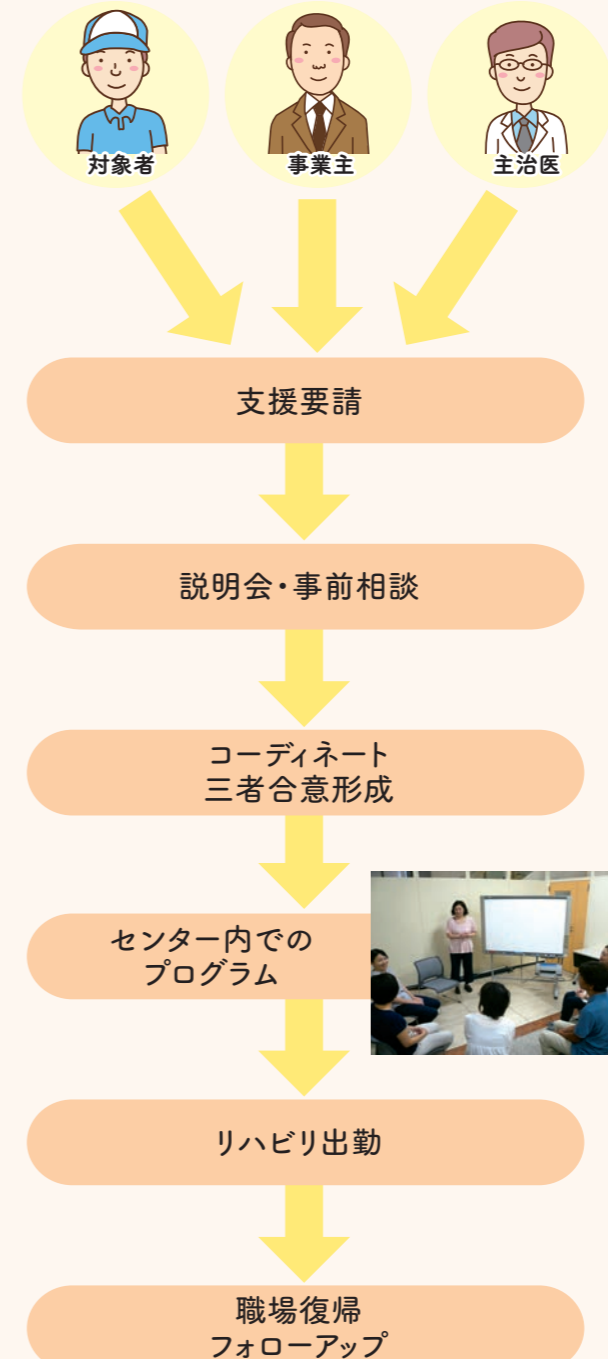 対象者
事業主
主治医
支援要請
説明会・事前相談
コーディネート
三者合意形成
センター内での
プログラム
リハビリ出勤
職場復帰
フォローアップ